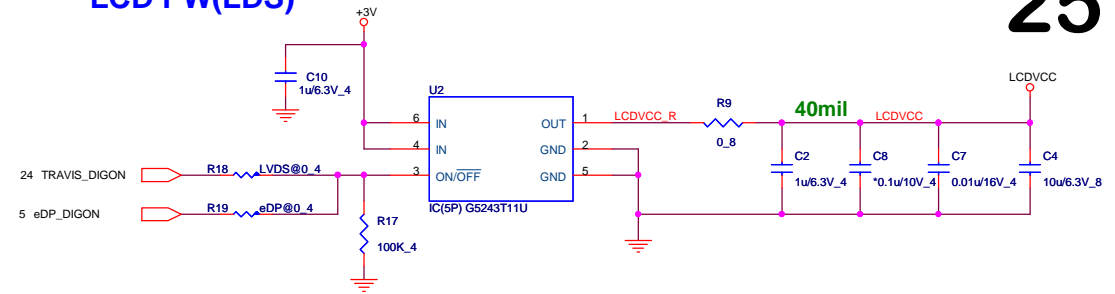 LCD PW(LDS)
25
+3V
C10
1u/6.3V_4
U2
6 IN
4 IN
3 ON/OFF
OUT 1
GND 2
GND 5
IC(5P) G5243T11U
LCDVCC_R
R9
0_8
40mil
LCDVCC
LCDVCC
C2
1u/6.3V_4
C8
*0.1u/10V_4
C7
0.01u/16V_4
C4
10u/6.3V_8
24 TRAVIS_DIGON
R18 LVDS@0_4
5 eDP_DIGON
R19 eDP@0_4
R17
100K_4